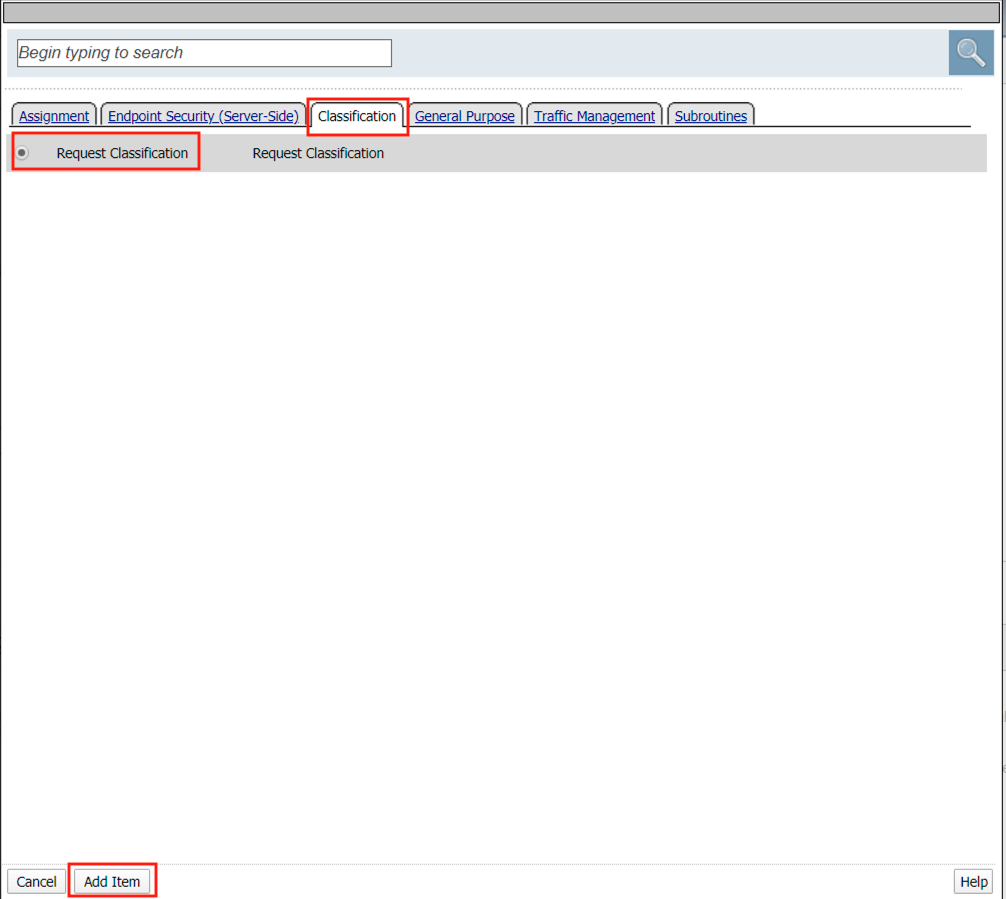 Begin typing to search
Assignment Endpoint Security (Server-Side) Classification General Purpose Traffic Management Subroutines
Request Classification Request Classification
Cancel Add Item Help